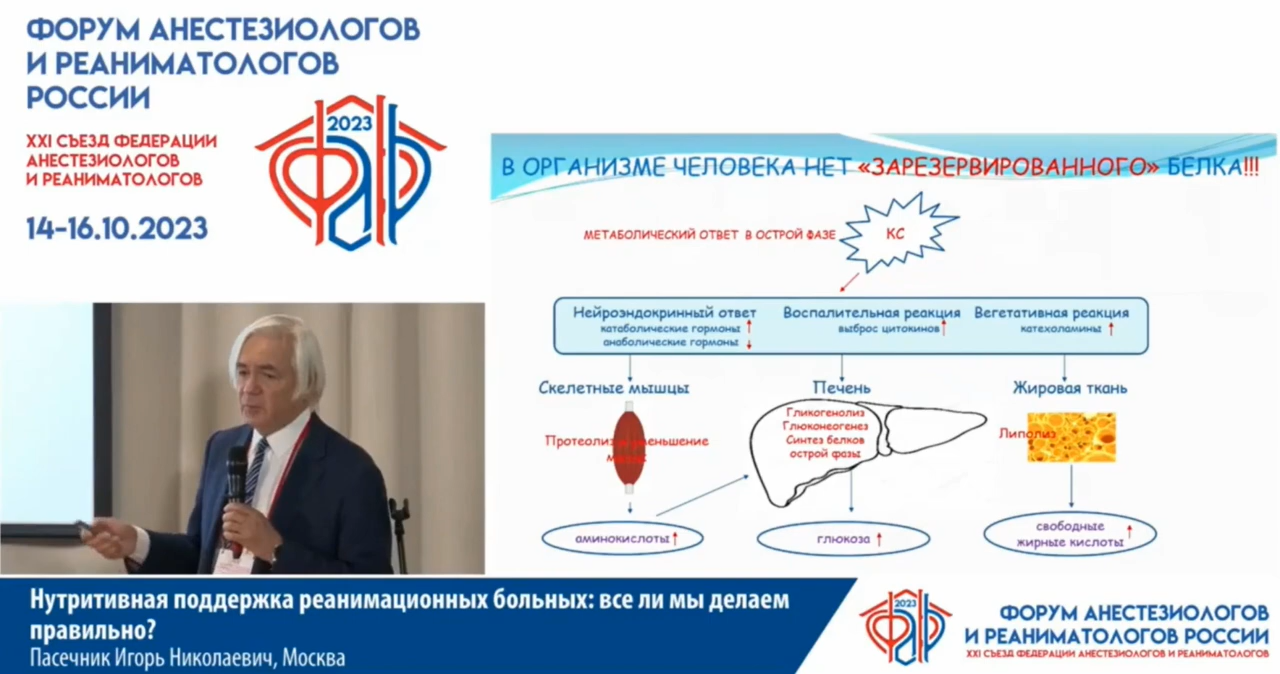 ФОРУМ АНЕСТЕЗИОЛОГОВ
И РЕАНИМАТОЛОГОВ
РОССИИ
XXI СЪЕЗД ФЕДЕРАЦИИ
АНЕСТЕЗИОЛОГОВ
И РЕАНИМАТОЛОГОВ
14-16.10.2023
2023
ФАР
В ОРГАНИЗМЕ ЧЕЛОВЕКА НЕТ «ЗАРЕЗЕРВИРОВАННОГО» БЕЛКА!!!
МЕТАБОЛИЧЕСКИЙ ОТВЕТ В ОСТРОЙ ФАЗЕ
КС
Нейроэндокринный ответ
катаболические гормоны
анаболические гормоны
Воспалительная реакция
выброс цитокинов
Вегетативная реакция
катехоламины
Скелетные мышцы
Протеолиз
Печень
Гликогенолиз
Глюконеогенез
Синтез белков
острой фазы
Жировая ткань
Липолиз
аминокислоты
глюкоза
свободные
жирные кислоты
Нутритивная поддержка реанимационных больных: все ли мы делаем
правильно?
Пасечник Игорь Николаевич, Москва
2023
ФАР
ФОРУМ АНЕСТЕЗИОЛОГОВ
И РЕАНИМАТОЛОГОВ РОССИИ
XXI СЪЕЗД ФЕДЕРАЦИИ АНЕСТЕЗИОЛОГОВ И РЕАНИМАТОЛОГОВ